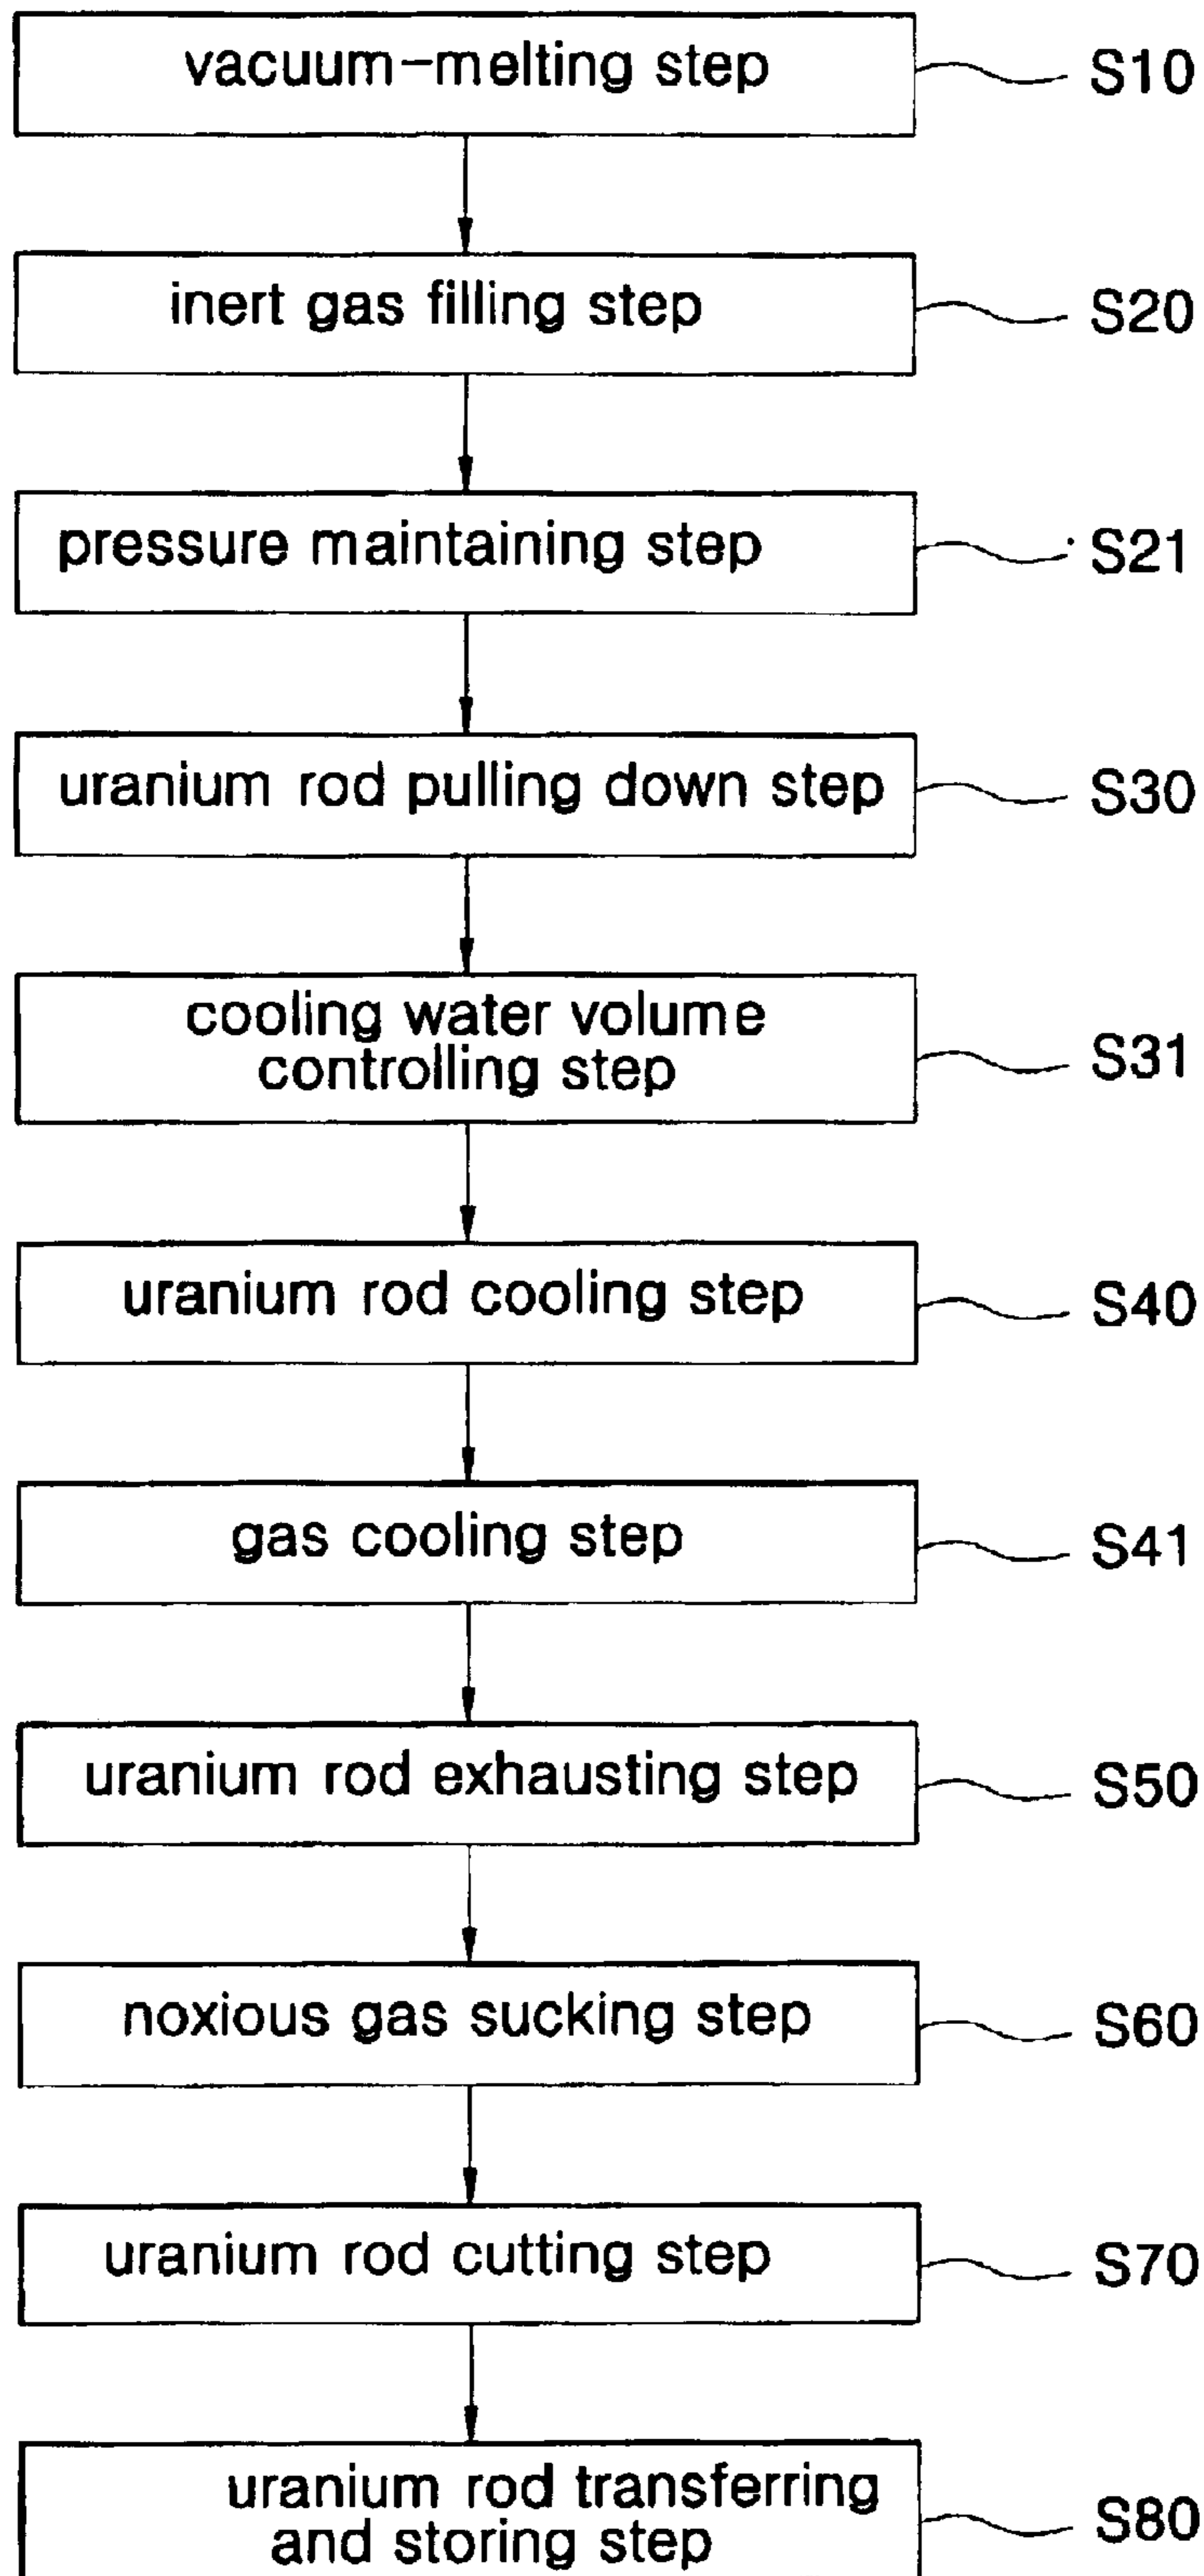 vacuum-melting step S10
inert gas filling step S20
pressure maintaining step S21
uranium rod pulling down step S30
cooling water volume
controlling step S31
uranium rod cooling step S40
gas cooling step S41
uranium rod exhausting step S50
noxious gas sucking step S60
uranium rod cutting step S70
uranium rod transferring
and storing step S80